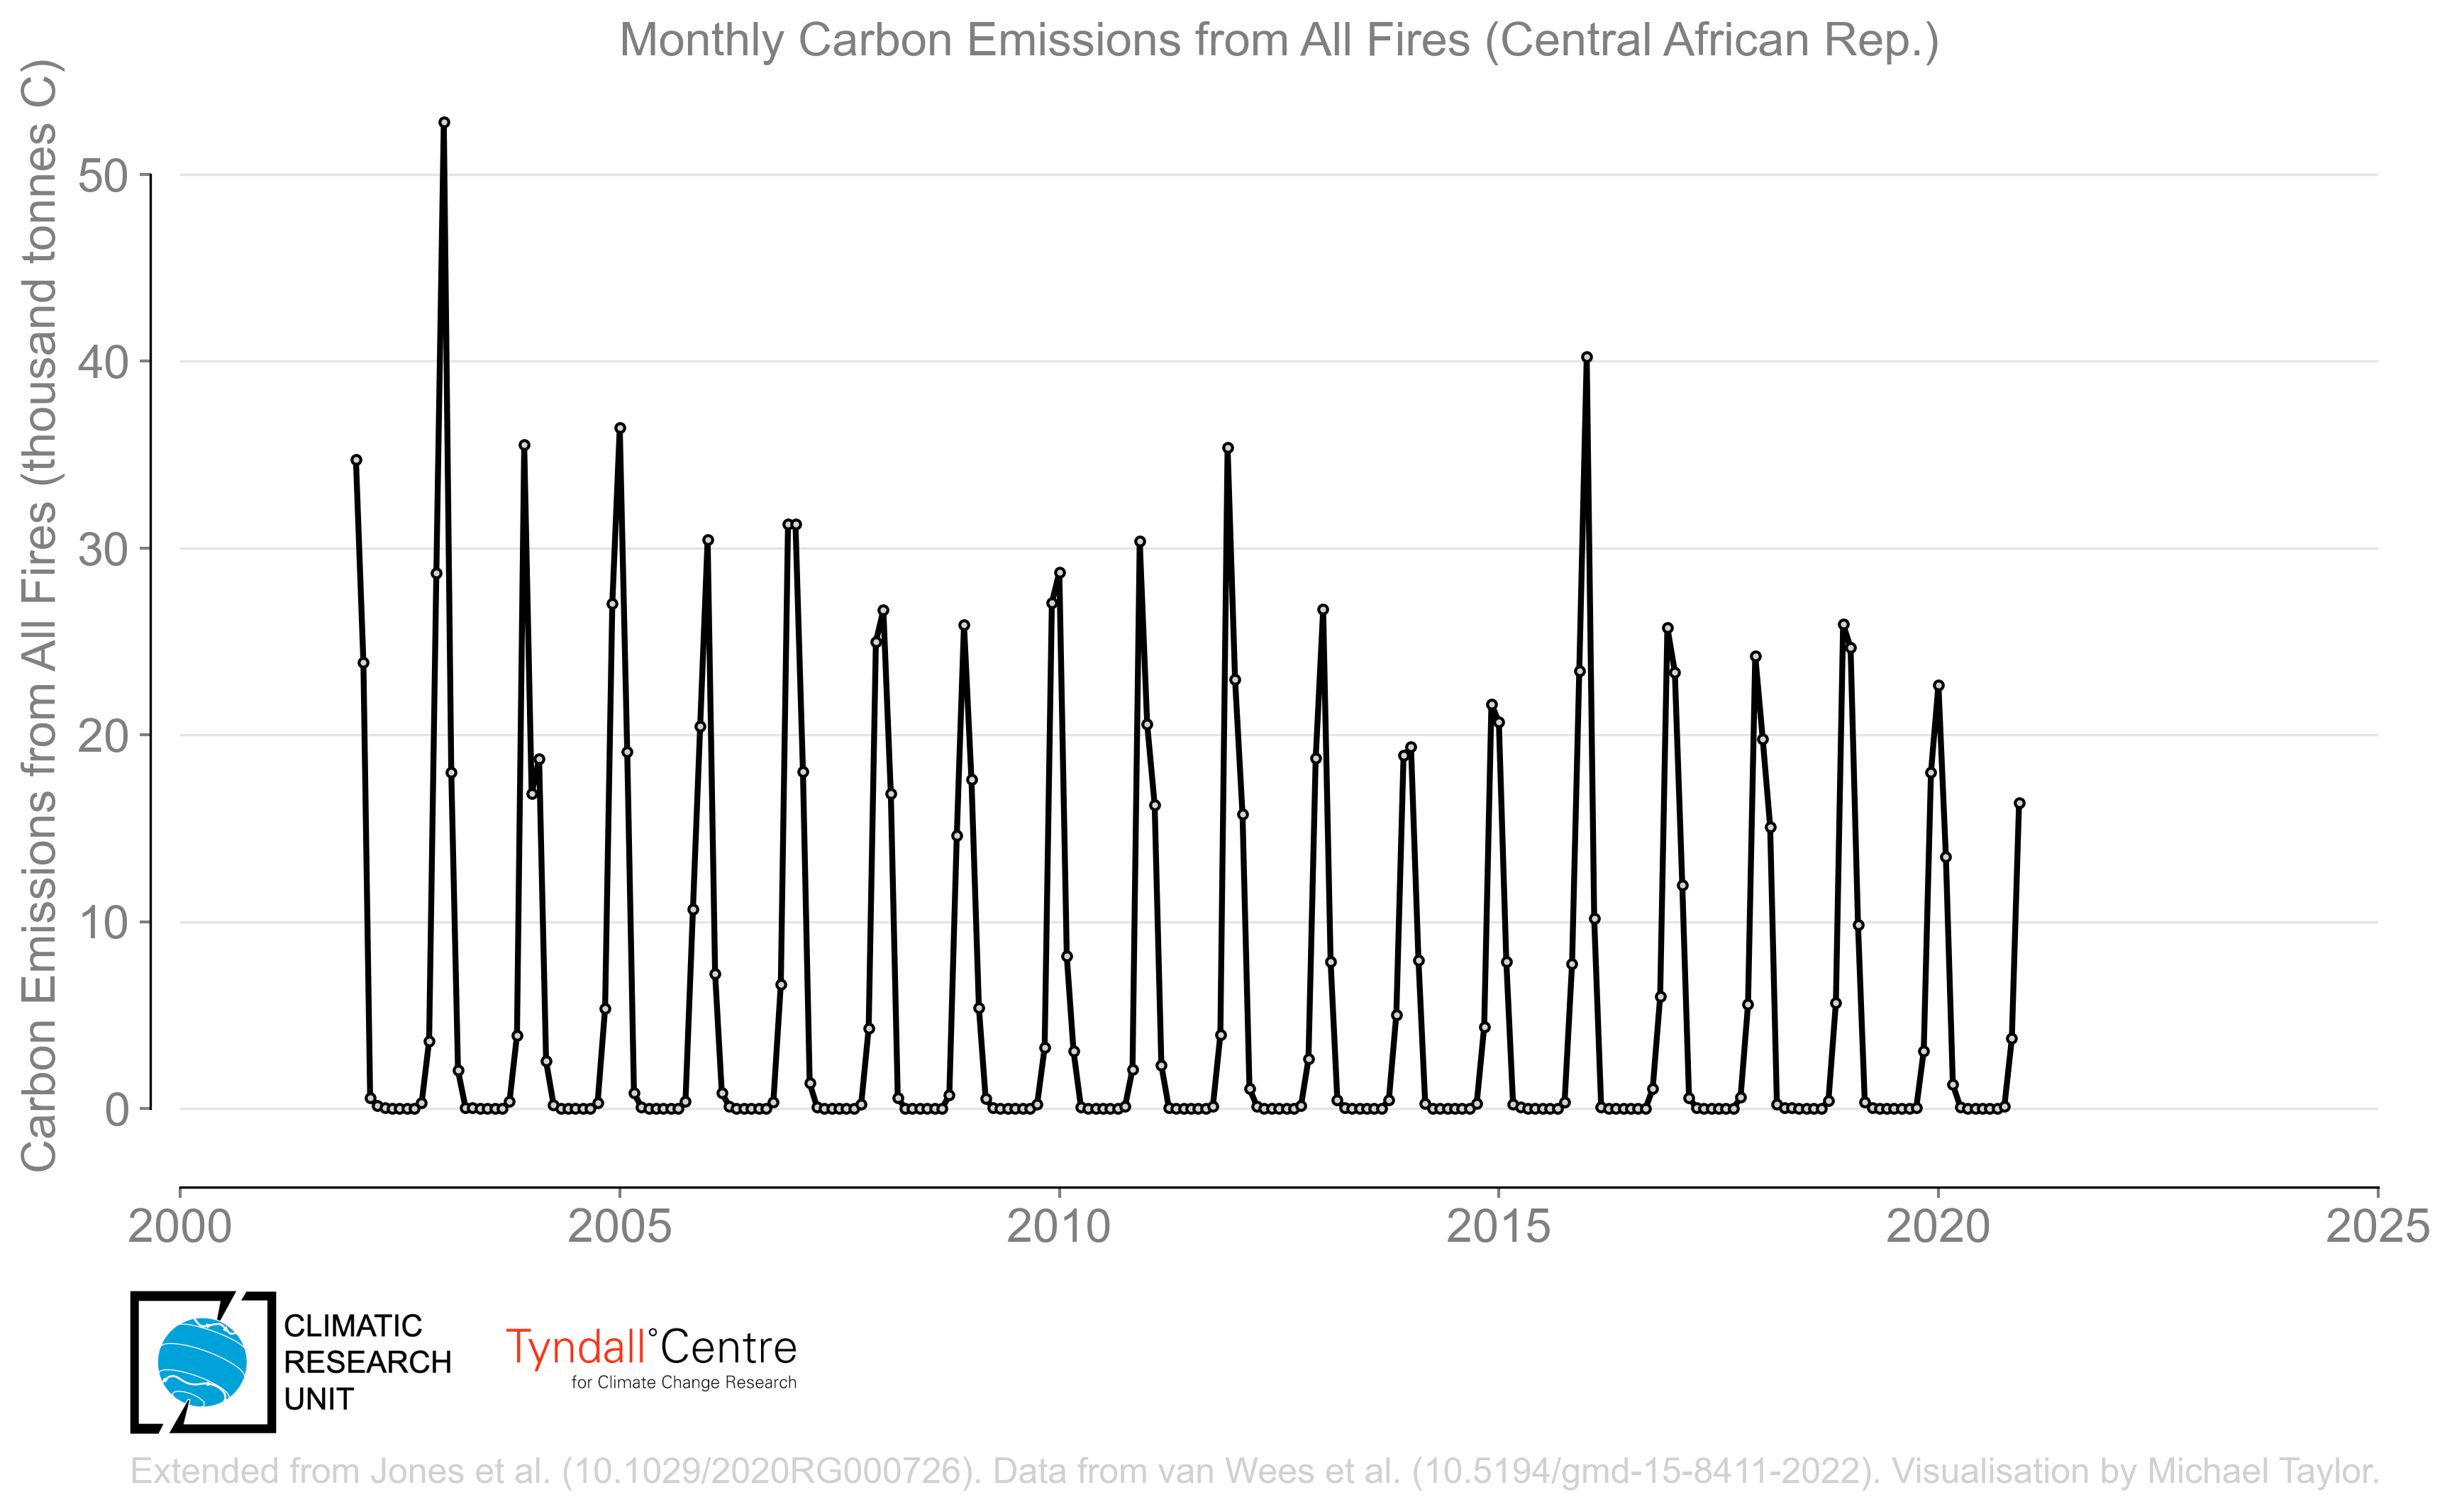 Monthly Carbon Emissions from All Fires (Central African Rep.)
Carbon Emissions from All Fires (thousand tonnes C)
50
40
30
20
10
0
2000 2005 2010 2015 2020 2025
CLIMATIC
RESEARCH
UNIT
Tyndall°Centre
for Climate Change Research
Extended from Jones et al. (10.1029/2020RG000726). Data from van Wees et al. (10.5194/gmd-15-8411-2022). Visualisation by Michael Taylor.